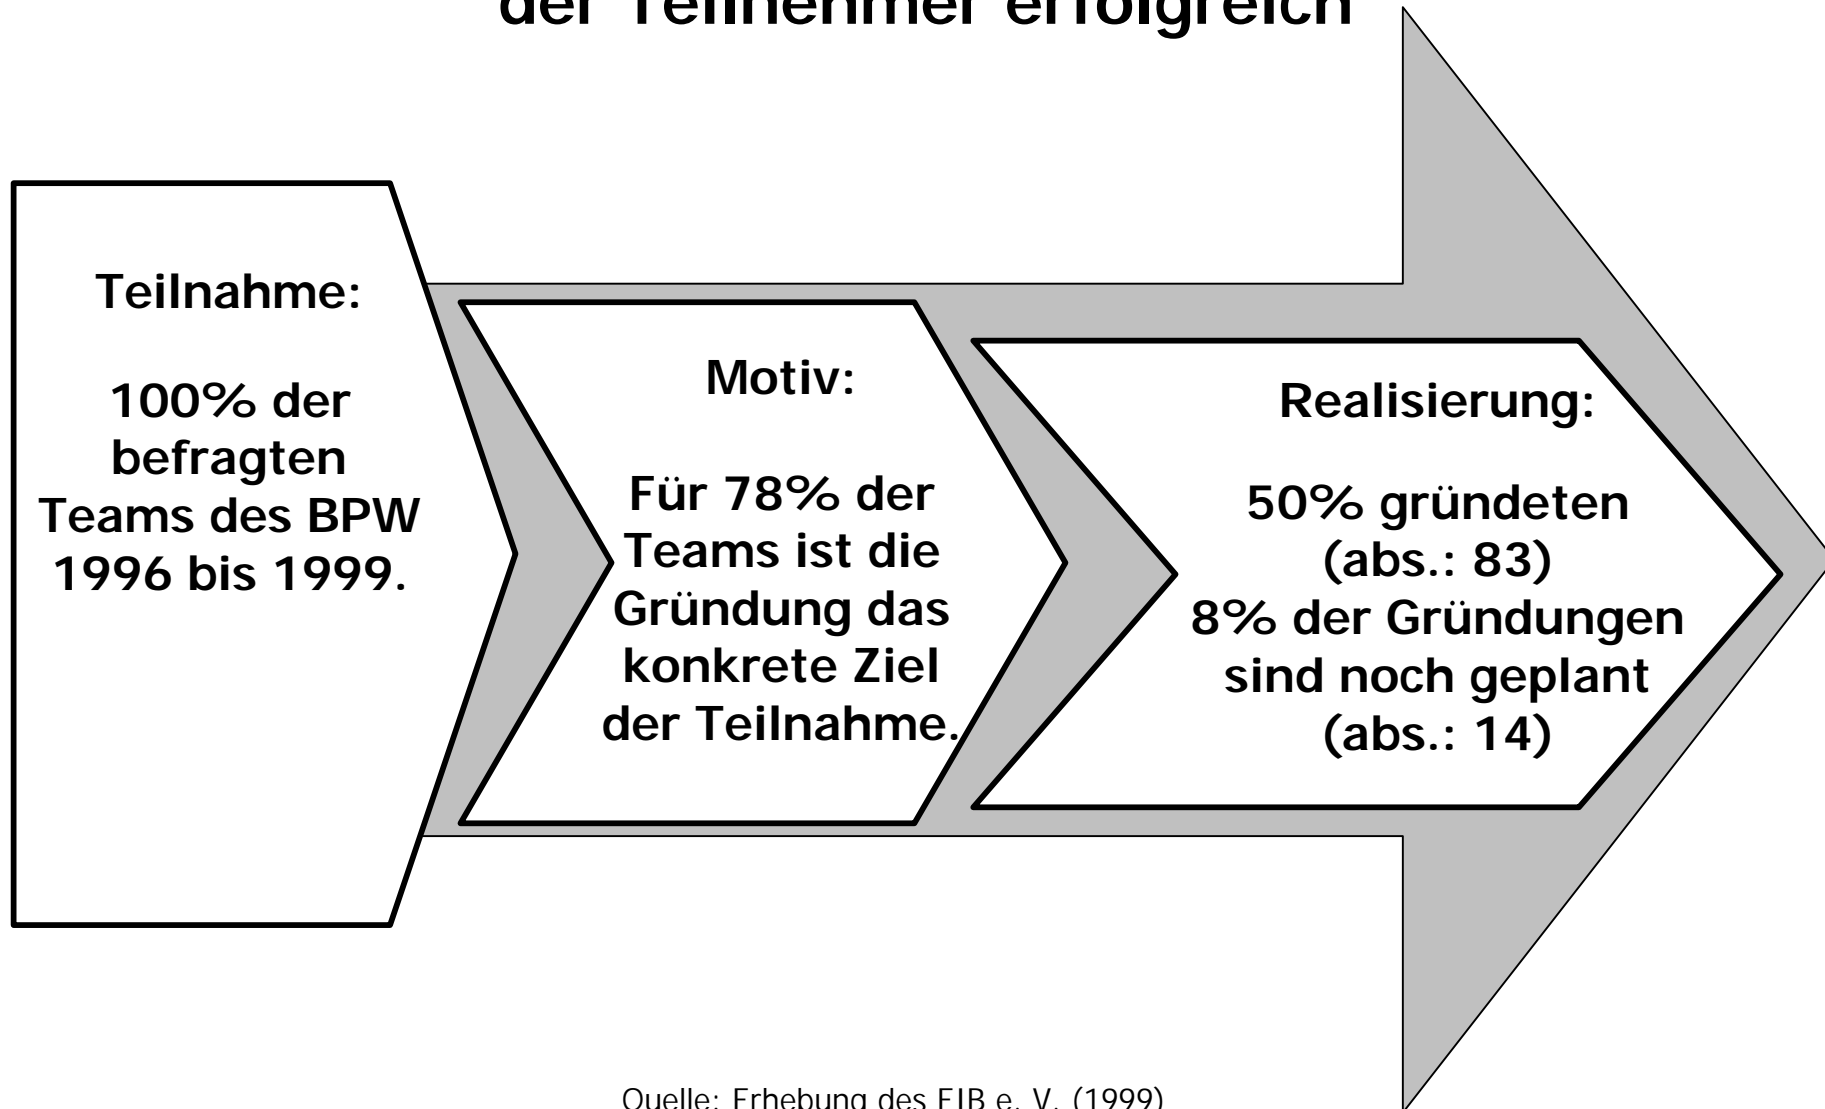 der Teilnehmer erfolgreich
Teilnahme:
100% der
befragten
Teams des BPW
1996 bis 1999.
Motiv:
Für 78% der
Teams ist die
Gründung das
konkrete Ziel
der Teilnahme.
Realisierung:
50% gründeten
(abs.: 83)
8% der Gründungen
sind noch geplant
(abs.: 14)
Quelle: Erhebung des FIB e. V. (1999)